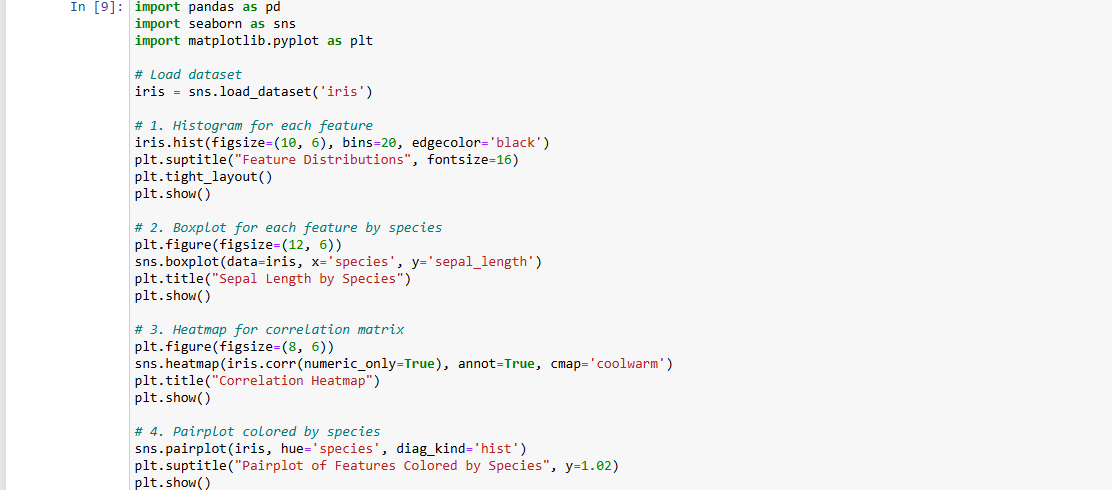 In [9]: import pandas as pd
import seaborn as sns
import matplotlib.pyplot as plt
# Load dataset
iris = sns.load_dataset('iris')
# 1. Histogram for each feature
iris.hist(figsize=(10, 6), bins=20, edgecolor='black')
plt.suptitle("Feature Distributions", fontsize=16)
plt.tight_layout()
plt.show()
# 2. Boxplot for each feature by species
plt.figure(figsize=(12, 6))
sns.boxplot(data=iris, x='species', y='sepal_length')
plt.title("Sepal Length by Species")
plt.show()
# 3. Heatmap for correlation matrix
plt.figure(figsize=(8, 6))
sns.heatmap(iris.corr(numeric_only=True), annot=True, cmap='coolwarm')
plt.title("Correlation Heatmap")
plt.show()
# 4. Pairplot colored by species
sns.pairplot(iris, hue='species', diag_kind='hist')
plt.suptitle("Pairplot of Features Colored by Species", y=1.02)
plt.show()